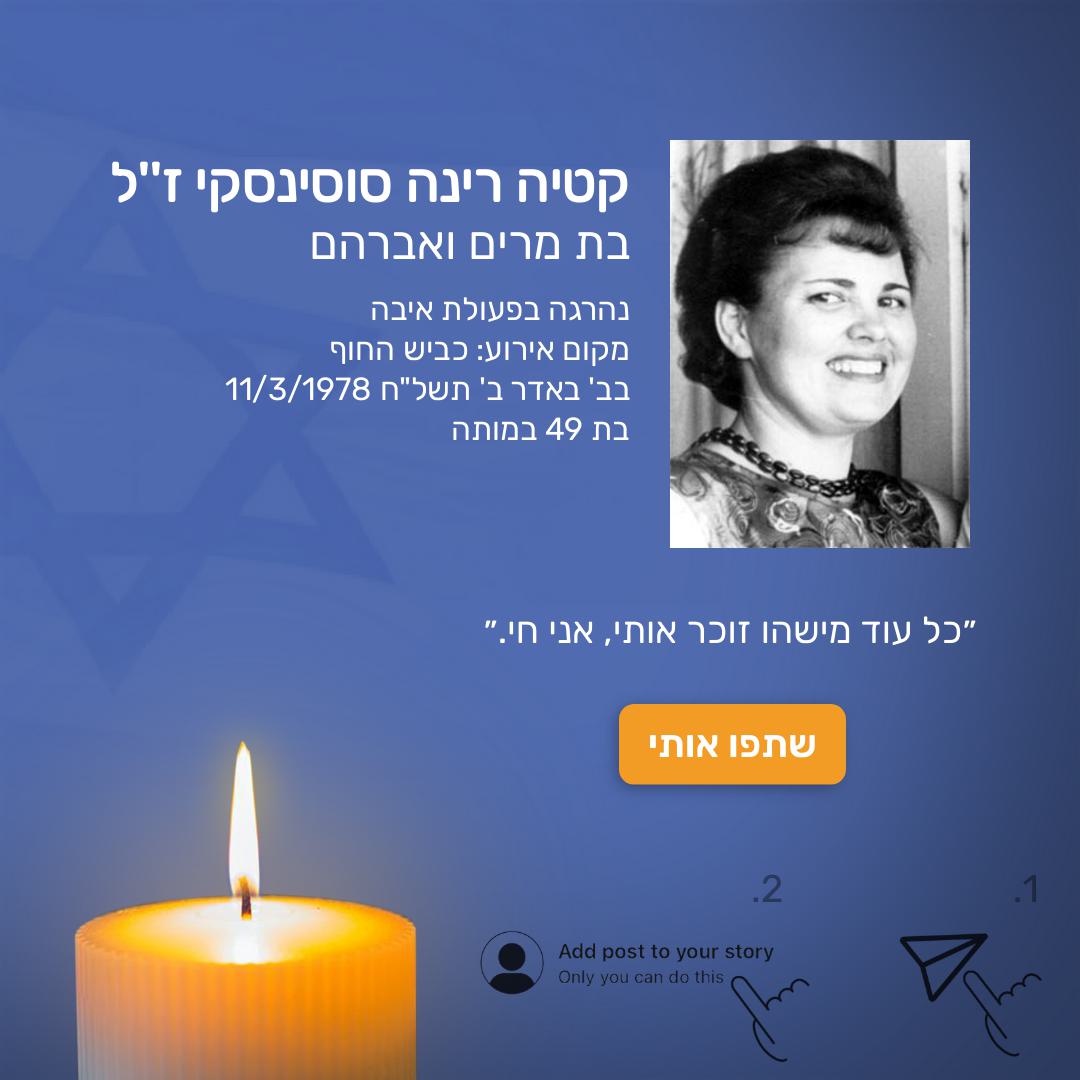 קטיה רינה סוסינסקי ז"ל
בת מרים ואברהם
נהרגה בפעולת איבה
מקום אירוע: כביש החוף
בב' באדר ב' תשל"ח 11/3/1978
בת 49 במותה
״כל עוד מישהו זוכר אותי, אני חי.״
שתפו אותי
1.
2.
Add post to your story
Only you can do this